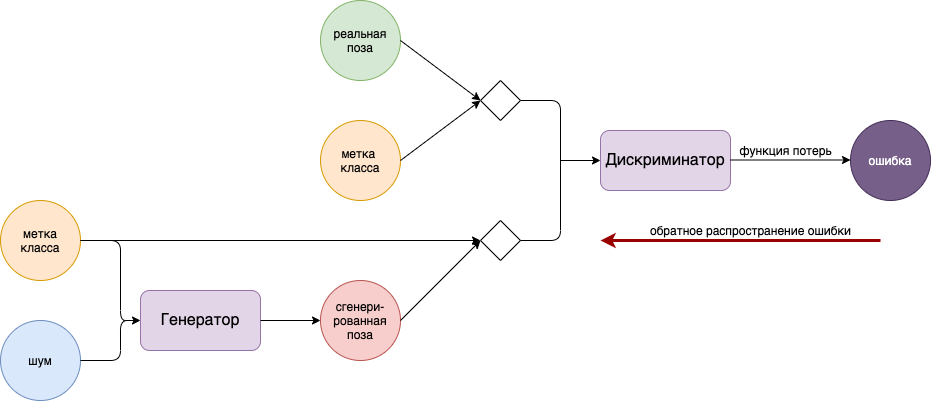 реальная
поза
метка
класса
Дискриминатор
функция потерь
ошибка
метка
класса
обратное распространение ошибки
Генератор
сгенери-
рованная
поза
шум